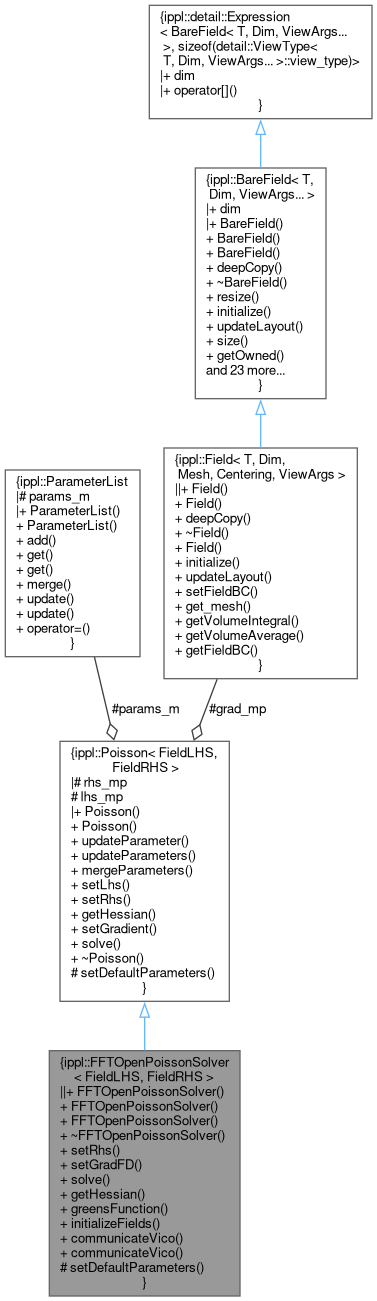 {ippl::detail::Expression
< BareField< T, Dim, ViewArgs...
>, sizeof(detail::ViewType<
T, Dim, ViewArgs... >::view_type)>
|+ dim
|+ operator[]()
}
{ippl::BareField< T,
Dim, ViewArgs... >
|+ dim
|+ BareField()
+ BareField()
+ BareField()
+ deepCopy()
+ ~BareField()
+ resize()
+ initialize()
+ updateLayout()
+ size()
+ getOwned()
and 23 more...
}
{ippl::ParameterList
|# params_m
|+ ParameterList()
+ ParameterList()
+ add()
+ get()
+ get()
+ merge()
+ update()
+ update()
+ operator=()
}
{ippl::Field< T, Dim,
Mesh, Centering, ViewArgs >
||+ Field()
+ Field()
+ deepCopy()
+ ~Field()
+ Field()
+ initialize()
+ updateLayout()
+ setFieldBC()
+ get_mesh()
+ getVolumeIntegral()
+ getVolumeAverage()
+ getFieldBC()
}
#params_m
#grad_mp
{ippl::Poisson< FieldLHS,
FieldRHS >
|# rhs_mp
# lhs_mp
|+ Poisson()
+ Poisson()
+ updateParameter()
+ updateParameters()
+ mergeParameters()
+ setLhs()
+ setRhs()
+ getHessian()
+ setGradient()
+ solve()
+ ~Poisson()
# setDefaultParameters()
}
{ippl::FFTOpenPoissonSolver
< FieldLHS, FieldRHS >
||+ FFTOpenPoissonSolver()
+ FFTOpenPoissonSolver()
+ FFTOpenPoissonSolver()
+ ~FFTOpenPoissonSolver()
+ setRhs()
+ setGradFD()
+ solve()
+ getHessian()
+ greensFunction()
+ initializeFields()
+ communicateVico()
+ communicateVico()
# setDefaultParameters()
}